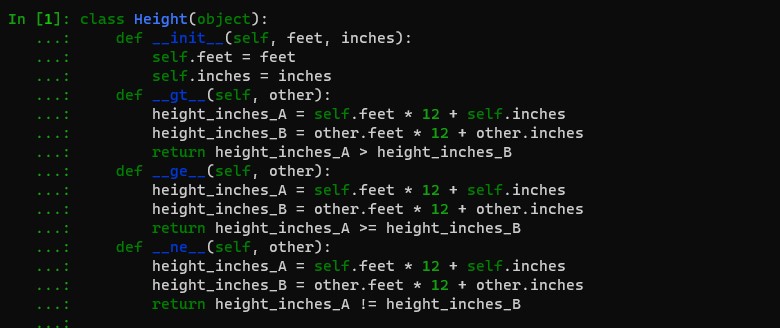 In [1]: class Height(object):
   ...:     def __init__(self, feet, inches):
   ...:         self.feet = feet
   ...:         self.inches = inches
   ...:     def __gt__(self, other):
   ...:         height_inches_A = self.feet * 12 + self.inches
   ...:         height_inches_B = other.feet * 12 + other.inches
   ...:         return height_inches_A > height_inches_B
   ...:     def __ge__(self, other):
   ...:         height_inches_A = self.feet * 12 + self.inches
   ...:         height_inches_B = other.feet * 12 + other.inches
   ...:         return height_inches_A >= height_inches_B
   ...:     def __ne__(self, other):
   ...:         height_inches_A = self.feet * 12 + self.inches
   ...:         height_inches_B = other.feet * 12 + other.inches
   ...:         return height_inches_A != height_inches_B
   ...: